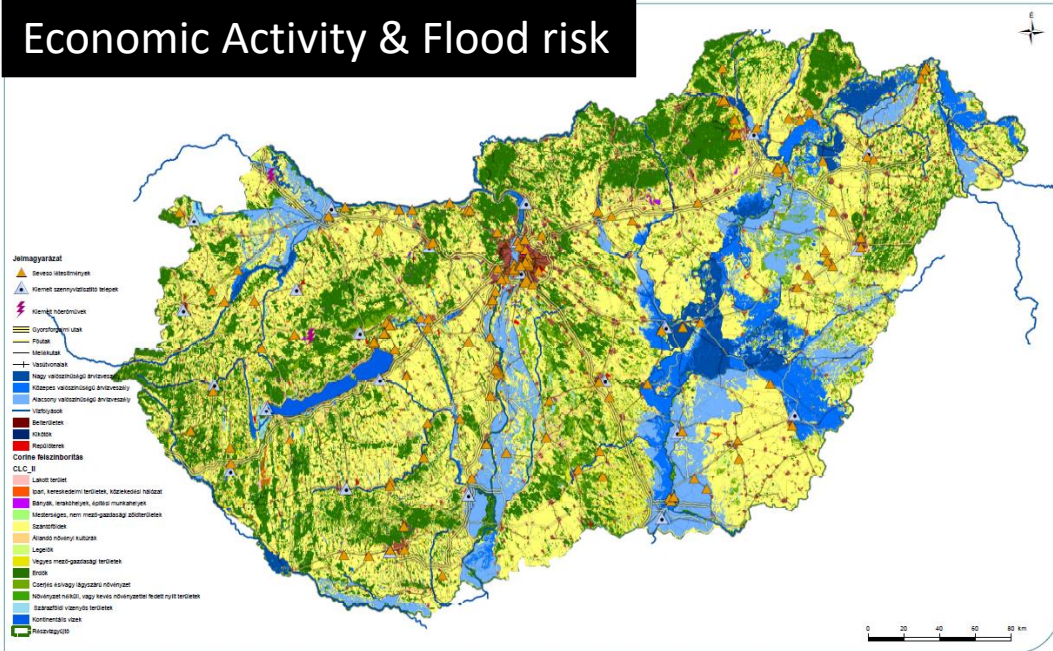 Economic Activity & Flood risk
É
Jelmagyarázat
Seveso létesítmények
Kiemelt szennyvíztisztító telepek
Kiemelt hőerőművek
Gyorsforgalmi utak
Főutak
Mellékutak
Vasútvonalak
Nagy valószínűségű árvízveszély
Közepes valószínűségű árvízveszély
Alacsony valószínűségű árvízveszély
Vízfolyások
Belterületek
Kikötők
Repülőterek
Corine felszínborítás
CLC_II
Lakott terület
Ipari, kereskedelmi területek, közlekedési hálózat
Bányák, lerakóhelyek, építési munkahelyek
Mesterséges, nem mező-gazdasági zöldterületek
Szántóföldek
Állandó növényi kultúrák
Legelők
Vegyes mező-gazdasági területek
Erdők
Cserjés és/vagy lágyszárú növényzet
Növényzet nélküli, vagy kevés növényzettel fedett nyílt területek
Szárazföldi vizenyős területek
Kontinentális vizek
Részvízgyűjtő
0 20 40 60 80 km